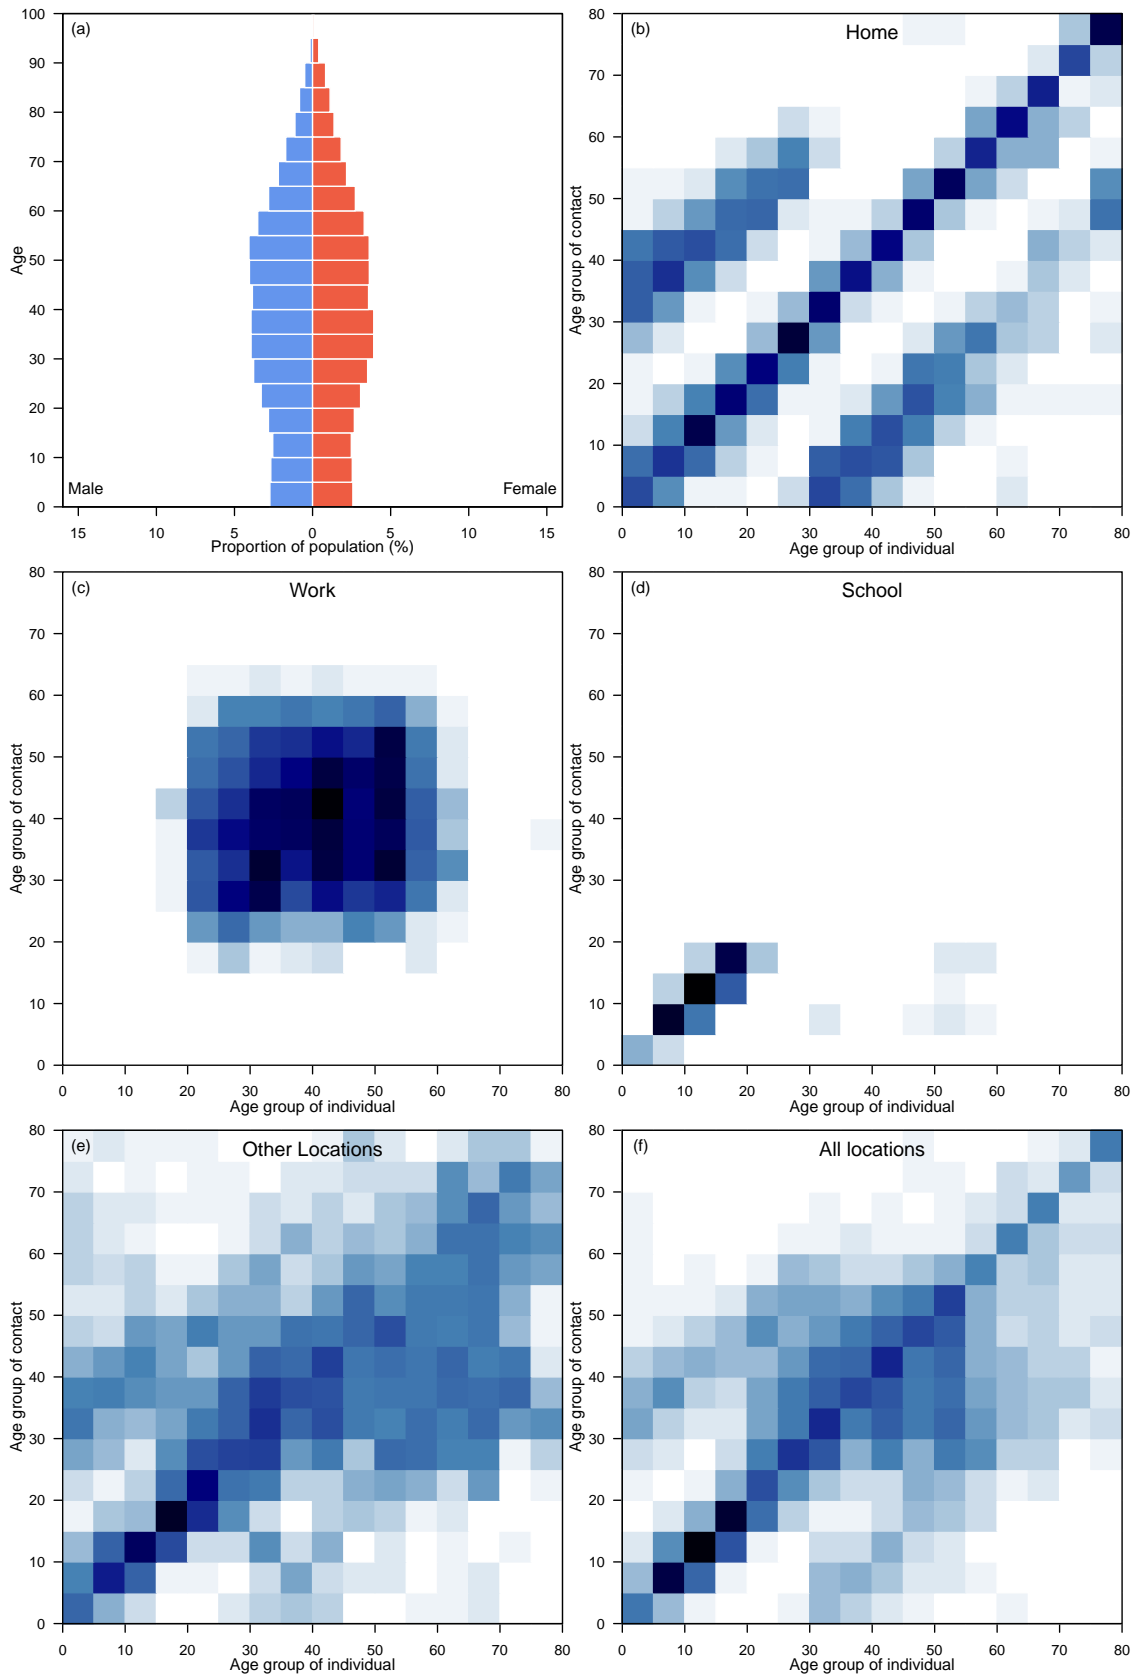 (a)
100
90
80
70
60
50
40
30
20
10
0
Age
Male
Female
15 10 5 0 5 10 15
Proportion of population (%)
(b) Home
80
70
60
50
40
30
20
10
0
Age group of contact
0 10 20 30 40 50 60 70 80
Age group of individual
(c) Work
80
70
60
50
40
30
20
10
0
Age group of contact
0 10 20 30 40 50 60 70 80
Age group of individual
(d) School
80
70
60
50
40
30
20
10
0
Age group of contact
0 10 20 30 40 50 60 70 80
Age group of individual
(e) Other Locations
80
70
60
50
40
30
20
10
0
Age group of contact
0 10 20 30 40 50 60 70 80
Age group of individual
(f) All locations
80
70
60
50
40
30
20
10
0
Age group of contact
0 10 20 30 40 50 60 70 80
Age group of individual